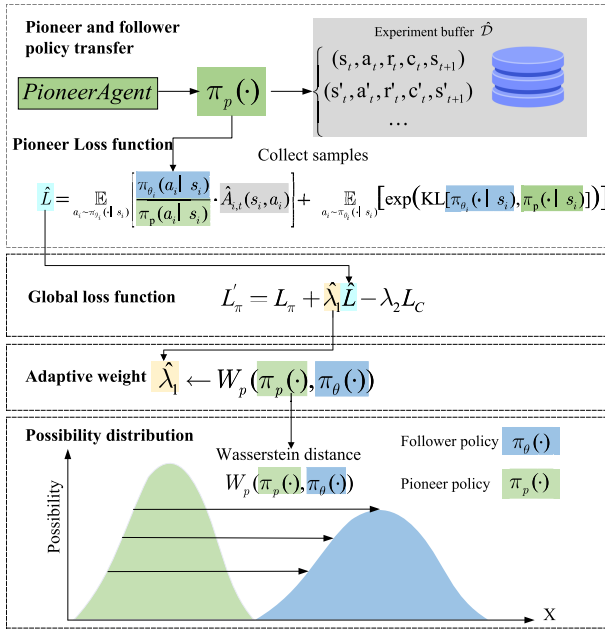 Pioneer and follower
policy transfer
PioneerAgent
π_p(·)
Experiment buffer 𝒟̂
(s_t, a_t, r_t, c_t, s_{t+1})
(s'_t, a'_t, r'_t, c'_t, s'_{t+1})
…
Pioneer Loss function
Collect samples
L̂ = 𝔼_{a_i~π_{θ_i}(·|s_i)} [ π_{θ_i}(a_i|s_i) / π_p(a_i|s_i) · Â_{i,t}(s_i,a_i) ] + 𝔼_{a_i~π_{θ_i}(·|s_i)} [exp(KL[π_{θ_i}(·|s_i), π_p(·|s_i)])]
Global loss function
L'_π = L_π + λ̂_1 L̂ − λ_2 L_C
Adaptive weight
λ̂_1 ← W_p(π_p(·), π_θ(·))
Possibility distribution
Wasserstein distance
W_p(π_p(·), π_θ(·))
Follower policy π_θ(·)
Pioneer policy π_p(·)
Possibility
X